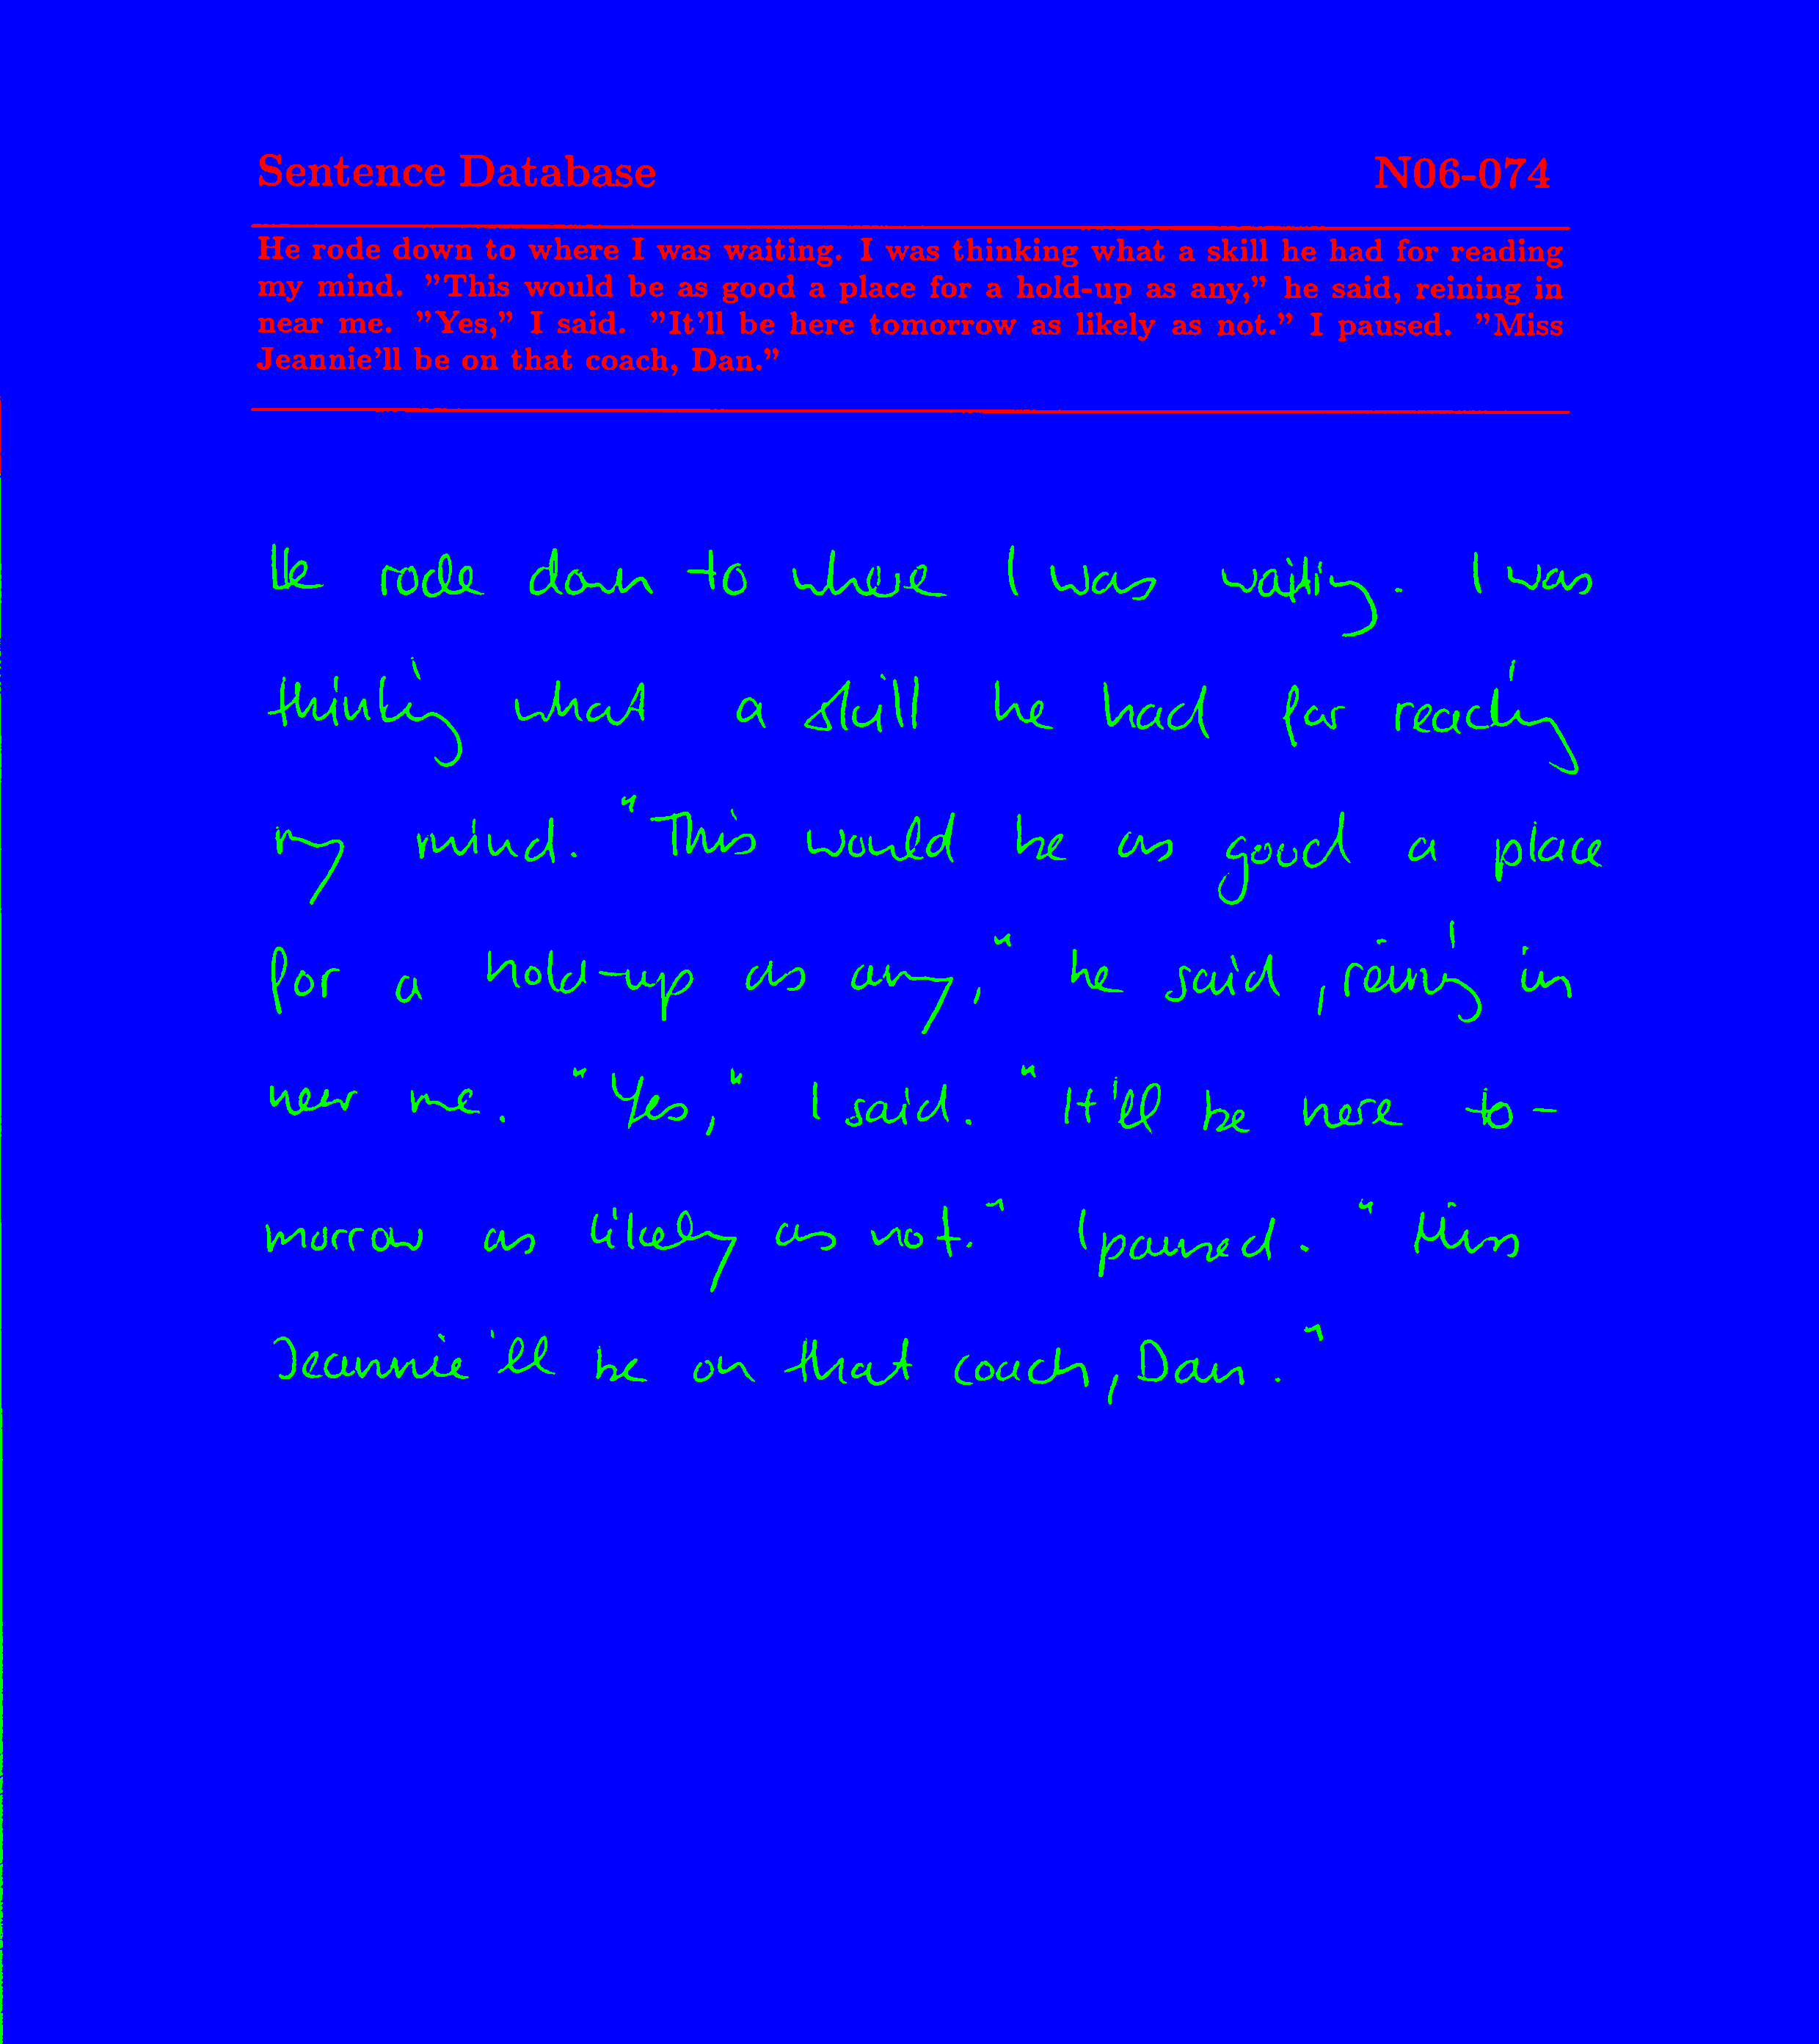 Sentence Database N06-074
He rode down to where I was waiting. I was thinking what a skill he had for reading
my mind. "This would be as good a place for a hold-up as any," he said, reining in
near me. "Yes," I said. "It'll be here tomorrow as likely as not." I paused. "Miss
Jeannie'll be on that coach, Dan."
He rode down to where I was waiting. I was
thinking what a skill he had for reading
my mind. "This would be as good a place
for a hold-up as any," he said, reining in
near me. "Yes," I said. "It'll be here to-
morrow as likely as not." I paused. "Miss
Jeannie'll be on that coach, Dan."